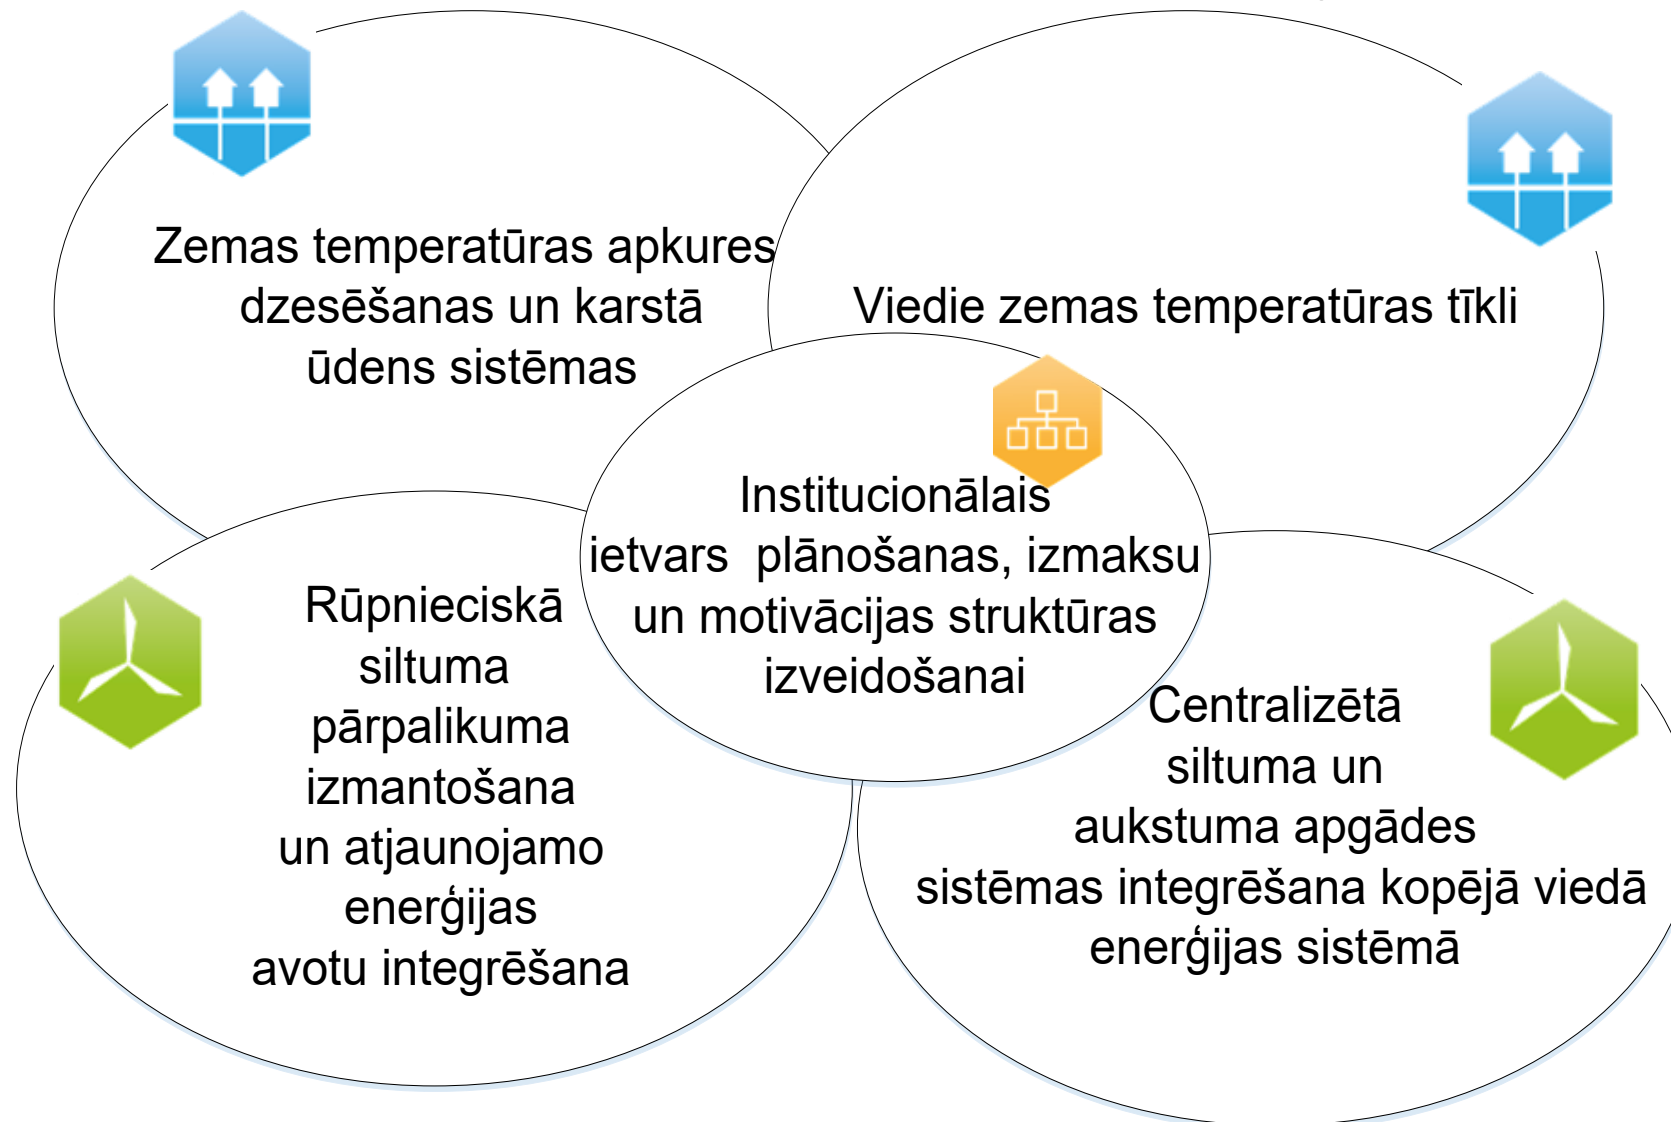 Zemas temperatūras apkures
dzesēšanas un karstā
ūdens sistēmas
Viedie zemas temperatūras tīkli
Institucionālais
ietvars  plānošanas, izmaksu
un motivācijas struktūras
izveidošanai
Rūpnieciskā
siltuma
pārpalikuma
izmantošana
un atjaunojamo
enerģijas
avotu integrēšana
Centralizētā
siltuma un
aukstuma apgādes
sistēmas integrēšana kopējā viedā
enerģijas sistēmā